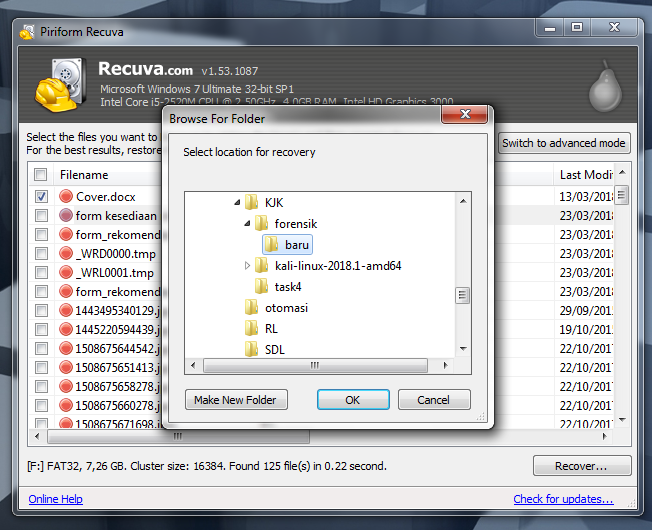 Piriform Recuva
Recuva.com v1.53.1087
Microsoft Windows 7 Ultimate 32-bit SP1
Intel Core i5-2520M CPU @ 2.50GHz, 4.0GB RAM, Intel HD Graphics 3000
Select the files you want to
For the best results, restore
Switch to advanced mode
Filename
Last Modif
Cover.docx
13/03/2018
form kesediaan
23/03/2018
form_rekomend
23/03/2018
_WRD0000.tmp
23/03/2018
_WRL0001.tmp
23/03/2018
form_rekomend
23/03/2018
1443495340129.j
29/09/201
1445220594439.j
19/10/201
1508675644542.j
22/10/2017
1508675651413.j
22/10/2017
1508675658278.j
22/10/2017
1508675660278.j
22/10/2017
1508675671698.j
22/10/2017
Browse For Folder
Select location for recovery
KJK
forensik
baru
kali-linux-2018.1-amd64
task4
otomasi
RL
SDL
Make New Folder
OK
Cancel
[F:] FAT32, 7,26 GB. Cluster size: 16384. Found 125 file(s) in 0.22 second.
Recover...
Online Help
Check for updates...